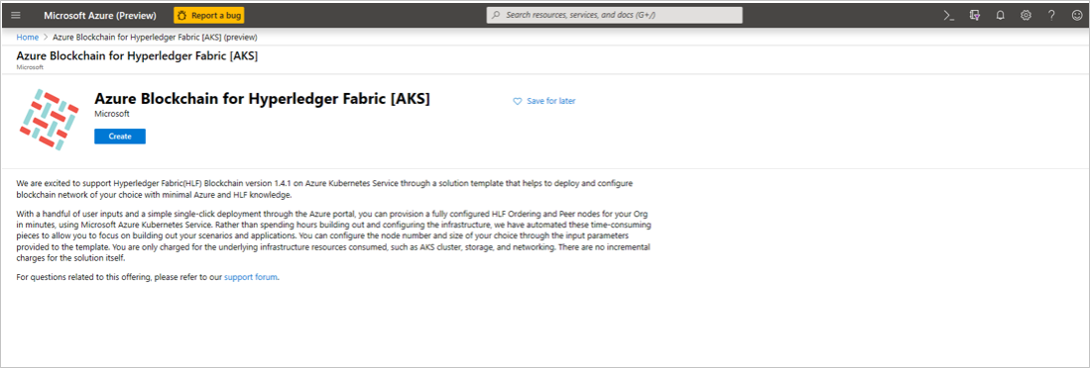 Microsoft Azure (Preview)
Report a bug
Search resources, services, and docs (G+/)
Home > Azure Blockchain for Hyperledger Fabric [AKS] (preview)
Azure Blockchain for Hyperledger Fabric [AKS]
Microsoft
Azure Blockchain for Hyperledger Fabric [AKS]
Save for later
Microsoft
Create
We are excited to support Hyperledger Fabric(HLF) Blockchain version 1.4.1 on Azure Kubernetes Service through a solution template that helps to deploy and configure
blockchain network of your choice with minimal Azure and HLF knowledge.
With a handful of user inputs and a simple single-click deployment through the Azure portal, you can provision a fully configured HLF Ordering and Peer nodes for your Org
in minutes, using Microsoft Azure Kubernetes Service. Rather than spending hours building out and configuring the infrastructure, we have automated these time-consuming
pieces to allow you to focus on building out your scenarios and applications. You can configure the node number and size of your choice through the input parameters
provided to the template. You are only charged for the underlying infrastructure resources consumed, such as AKS cluster, storage, and networking. There are no incremental
charges for the solution itself.
For questions related to this offering, please refer to our support forum.